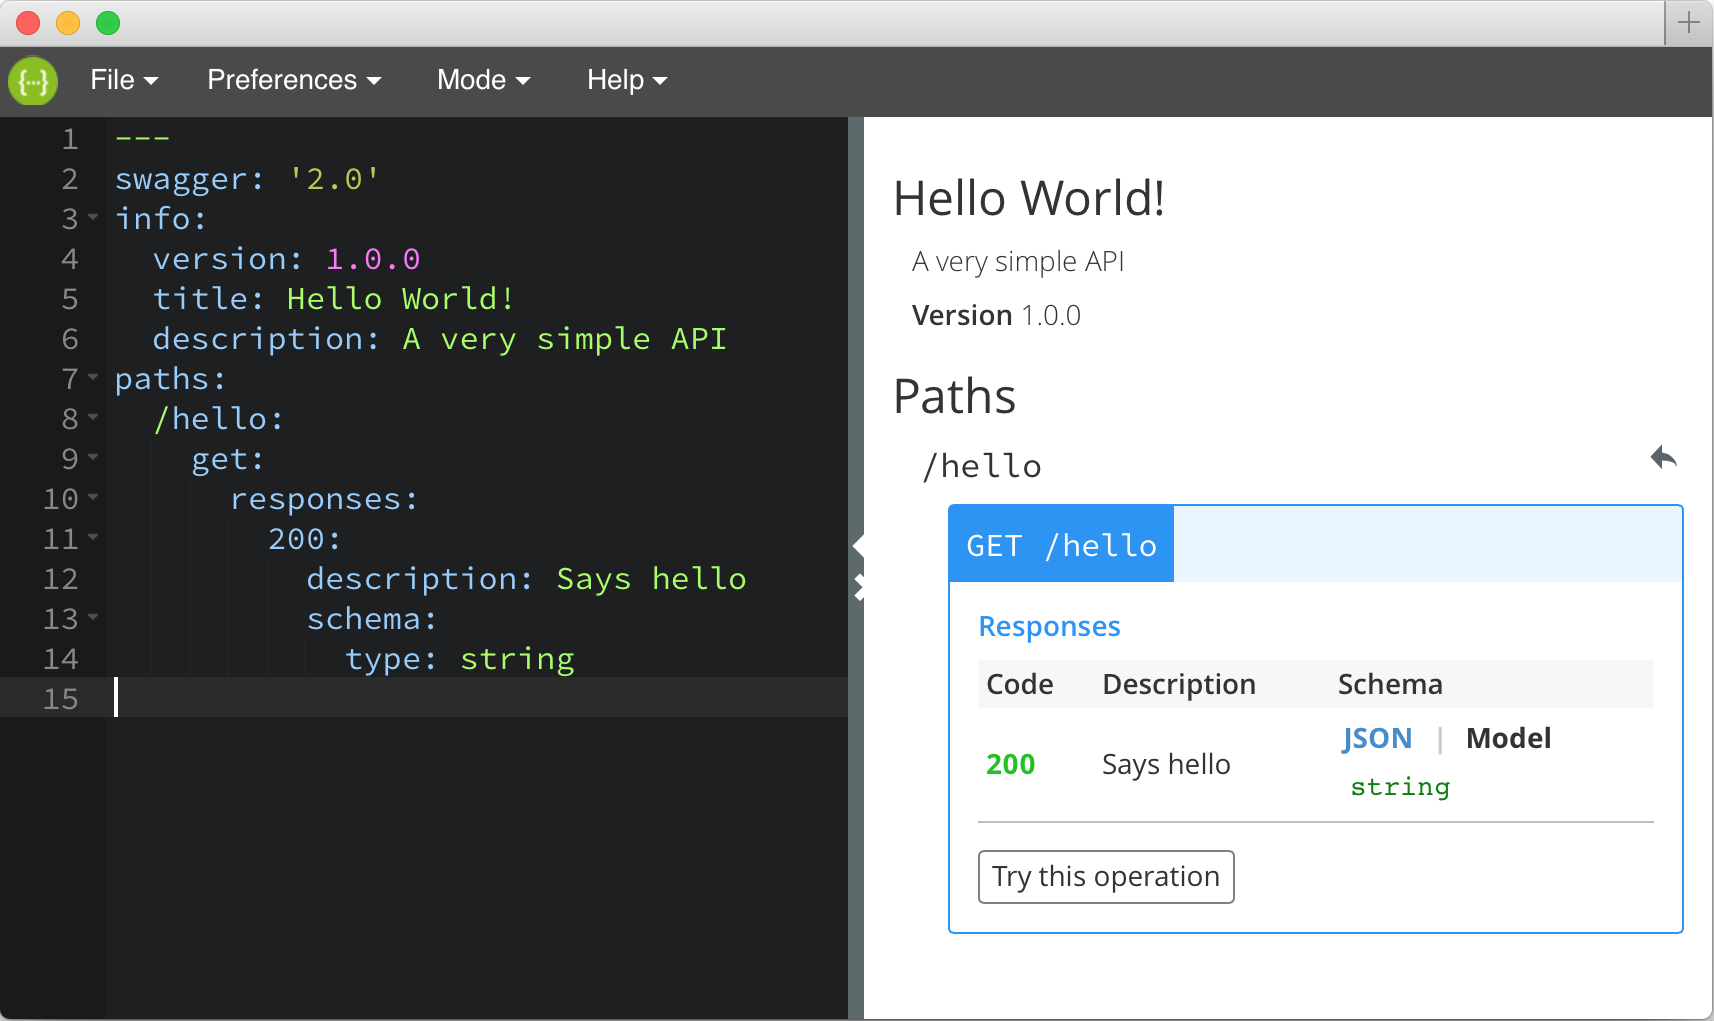 File Preferences Mode Help
1 ---
2 swagger: '2.0'
3 info:
4   version: 1.0.0
5   title: Hello World!
6   description: A very simple API
7 paths:
8   /hello:
9     get:
10       responses:
11         200:
12           description: Says hello
13           schema:
14             type: string
15
Hello World!
A very simple API
Version 1.0.0
Paths
/hello
GET /hello
Responses
Code Description Schema
JSON | Model
200 Says hello
string
Try this operation